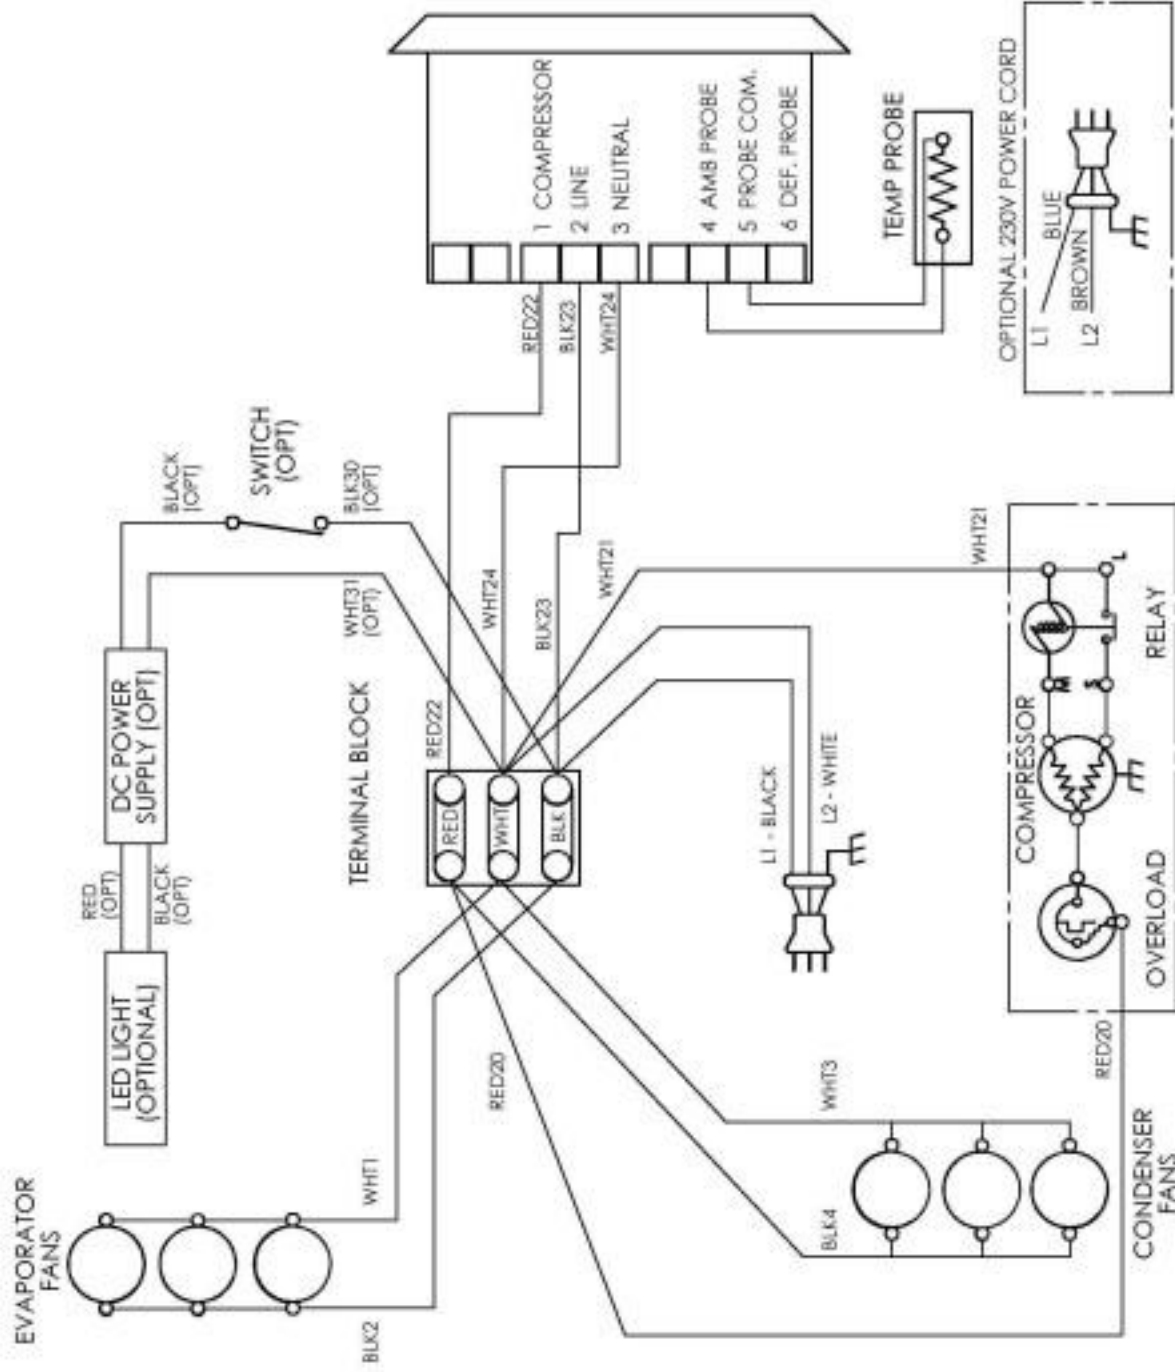 EVAPORATOR
FANS
WHT1
BLK2
LED LIGHT
(OPTIONAL)
RED
(OPT)
BLACK
(OPT)
DC POWER
SUPPLY (OPT)
BLACK
(OPT)
SWITCH
(OPT)
BLK30
(OPT)
WHT31
(OPT)
TERMINAL BLOCK
RED
WHT
BLK
RED22
WHT24
BLK23
WHT21
RED22
BLK23
WHT24
1 COMPRESSOR
2 LINE
3 NEUTRAL
4 AMB PROBE
5 PROBE COM.
6 DEF. PROBE
TEMP PROBE
OPTIONAL 230V POWER CORD
L1
BLUE
L2
BROWN
L1 - BLACK
L2 - WHITE
RED20
BLK4
WHT3
CONDENSER
FANS
RED20
WHT21
COMPRESSOR
OVERLOAD
RELAY
M
S
L